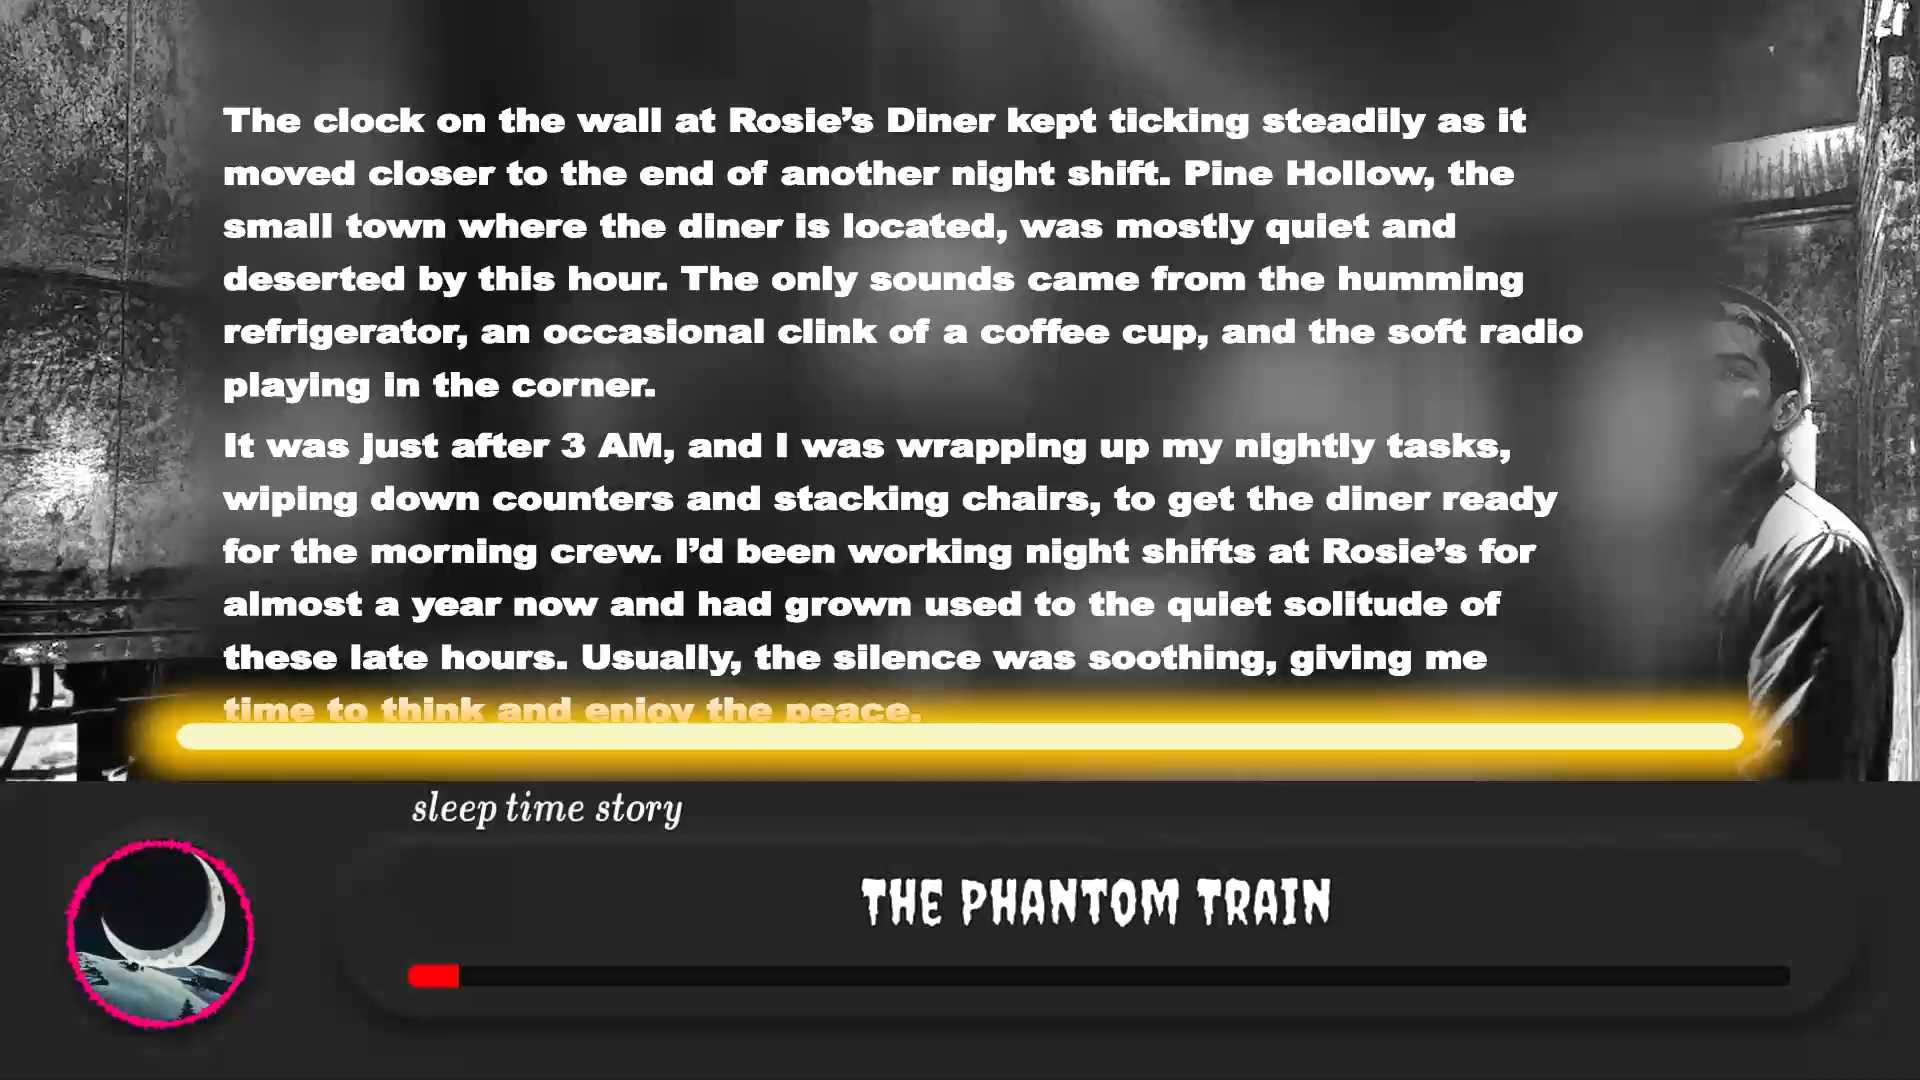 The clock on the wall at Rosie’s Diner kept ticking steadily as it
moved closer to the end of another night shift. Pine Hollow, the
small town where the diner is located, was mostly quiet and
deserted by this hour. The only sounds came from the humming
refrigerator, an occasional clink of a coffee cup, and the soft radio
playing in the corner.
It was just after 3 AM, and I was wrapping up my nightly tasks,
wiping down counters and stacking chairs, to get the diner ready
for the morning crew. I’d been working night shifts at Rosie’s for
almost a year now and had grown used to the quiet solitude of
these late hours. Usually, the silence was soothing, giving me
time to think and enjoy the peace.
sleep time story
THE PHANTOM TRAIN